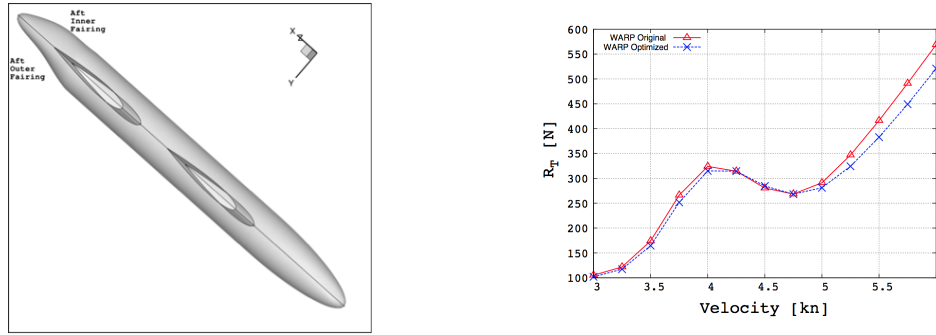 Aft
Inner
Fairing
Aft
Outer
Fairing
X
Z
Y
WARP Original
WARP Optimized
600
550
500
450
400
350
300
250
200
150
100
R_T [N]
3
3.5
4
4.5
5
5.5
Velocity [kn]